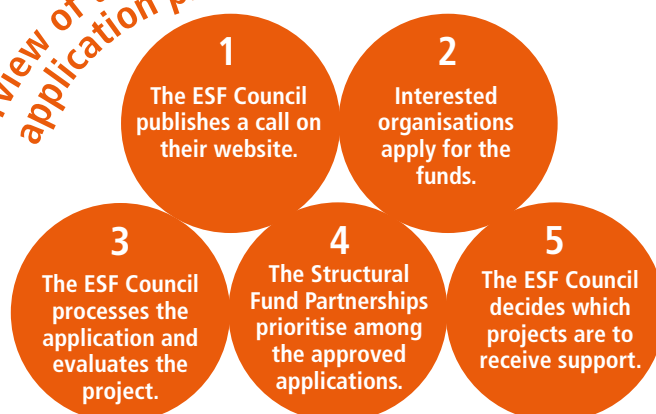 application
1
The ESF Council
publishes a call on
their website.
2
Interested
organisations
apply for the
funds.
3
The ESF Council
processes the
application and
evaluates the
project.
4
The Structural
Fund Partnerships
prioritise among
the approved
applications.
5
The ESF Council
decides which
projects are to
receive support.